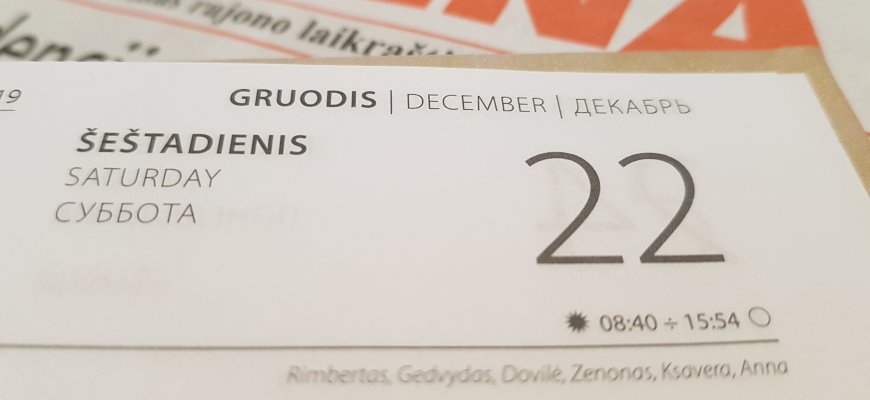 rajono laikrašti
19
GRUODIS | DECEMBER | ДЕКАБРЬ
ŠEŠTADIENIS
SATURDAY
СУББОТА
22
08:40 ÷ 15:54
Rimbertas, Gedvydas, Dovilė, Zenonas, Ksavera, Anna